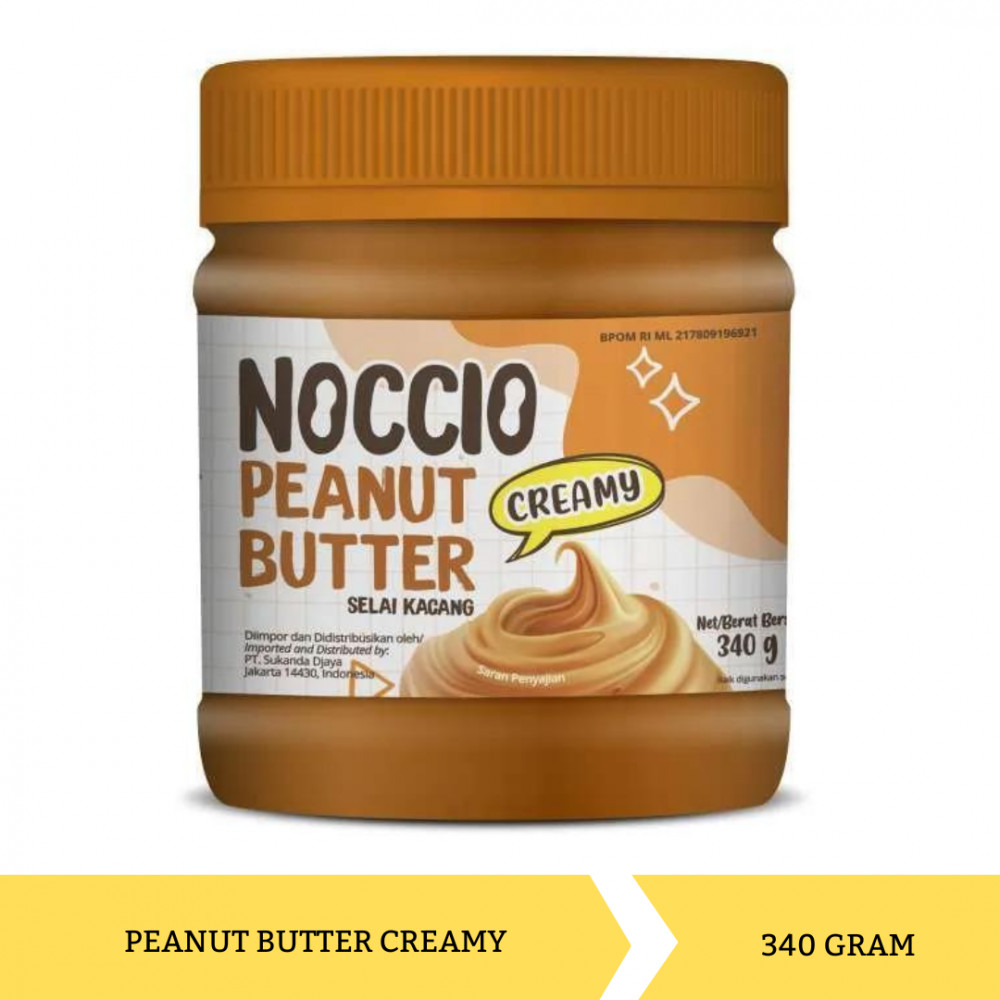 BPOM RI ML 217809196921
NOCCIO
PEANUT
BUTTER
CREAMY
SELAI KACANG
Diimpor dan Didistribusikan oleh/
Imported and Distributed by:
PT. Sukanda Djaya
Jakarta 14430, Indonesia
Saran Penyajian
Net/Berat
340 g
digunakan
PEANUT BUTTER CREAMY
340 GRAM